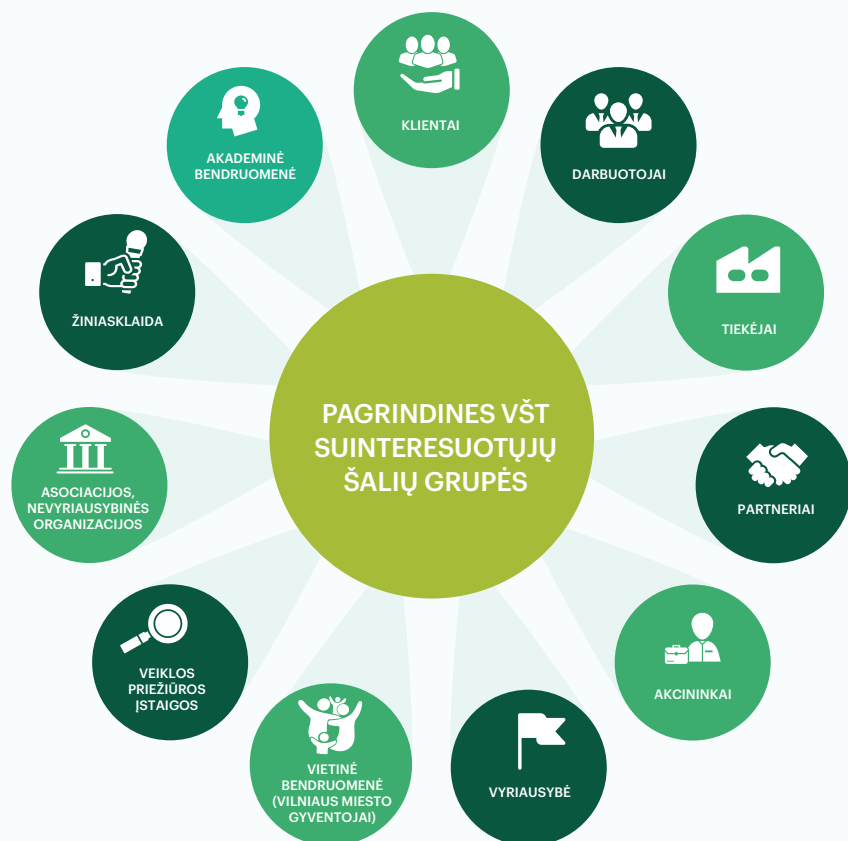 KLIENTAI
DARBUOTOJAI
TIEKĖJAI
PARTNERIAI
AKCININKAI
VYRIAUSYBĖ
VIETINĖ
BENDRUOMENĖ
(VILNIAUS MIESTO
GYVENTOJAI)
VEIKLOS
PRIEŽIŪROS
ĮSTAIGOS
ASOCIACIJOS,
NEVYRIAUSYBINĖS
ORGANIZACIJOS
ŽINIASKLAIDA
AKADEMINĖ
BENDRUOMENĖ
PAGRINDINES VŠT
SUINTERESUOTŲJŲ
ŠALIŲ GRUPĖS